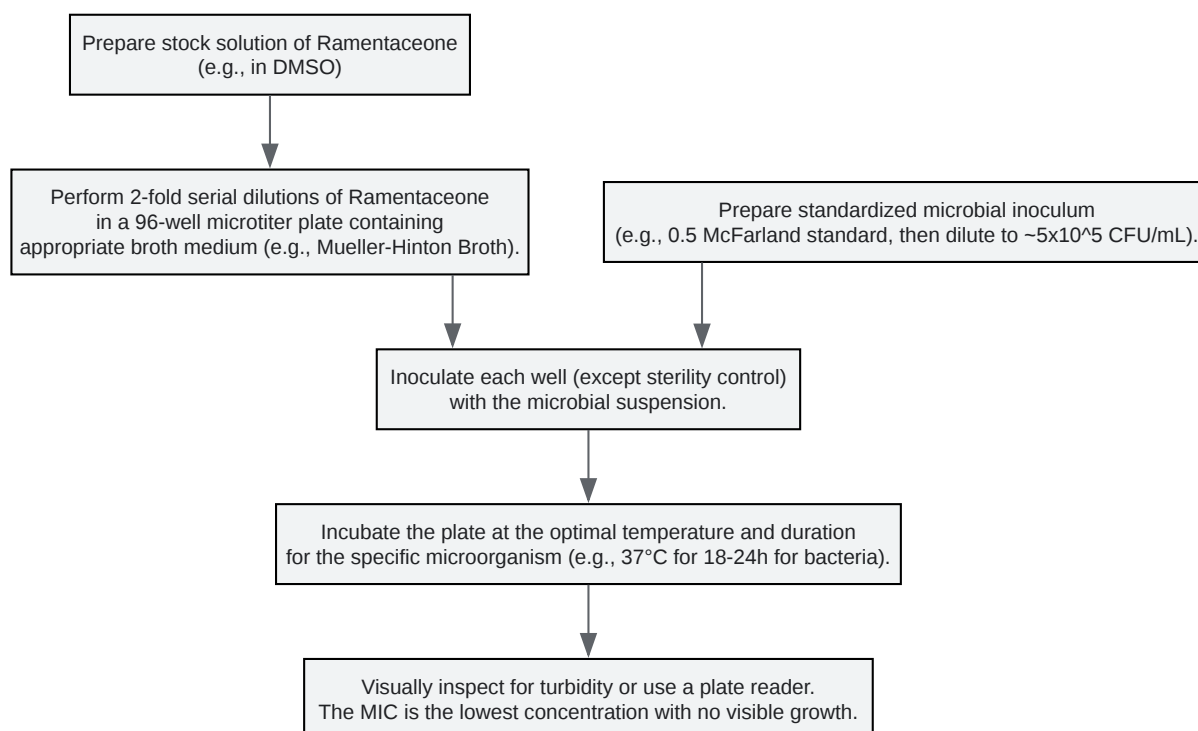 Prepare stock solution of Ramentaceone
(e.g., in DMSO)
Perform 2-fold serial dilutions of Ramentaceone
in a 96-well microtiter plate containing
appropriate broth medium (e.g., Mueller-Hinton Broth).
Prepare standardized microbial inoculum
(e.g., 0.5 McFarland standard, then dilute to ~5x10^5 CFU/mL).
Inoculate each well (except sterility control)
with the microbial suspension.
Incubate the plate at the optimal temperature and duration
for the specific microorganism (e.g., 37°C for 18-24h for bacteria).
Visually inspect for turbidity or use a plate reader.
The MIC is the lowest concentration with no visible growth.